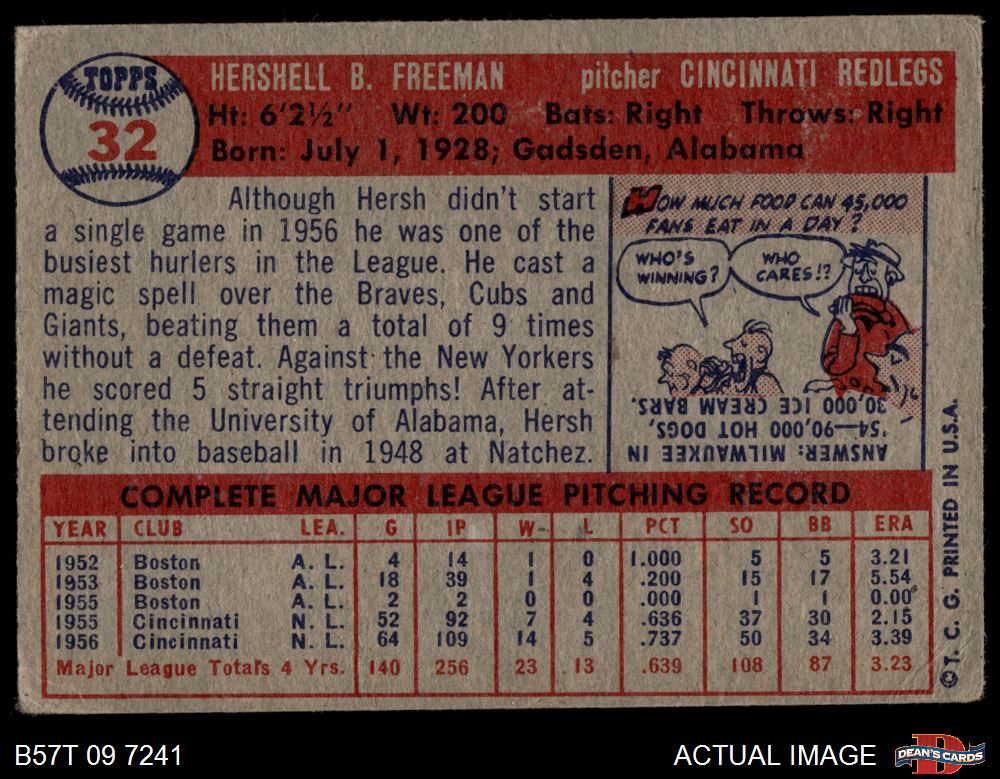 TOPPS
32
HERSHELL B. FREEMAN pitcher CINCINNATI REDLEGS
Ht: 6'2½" Wt: 200 Bats: Right Throws: Right
Born: July 1, 1928; Gadsden, Alabama
Although Hersh didn't start
a single game in 1956 he was one of the
busiest hurlers in the League. He cast a
magic spell over the Braves, Cubs and
Giants, beating them a total of 9 times
without a defeat. Against the New Yorkers
he scored 5 straight triumphs! After at-
tending the University of Alabama, Hersh
broke into baseball in 1948 at Natchez.
HOW MUCH FOOD CAN 45,000
FANS EAT IN A DAY?
WHO'S
WINNING?
WHO
CARES!?
ANSWER: MILWAUKEE IN
'54—90,000 HOT DOGS,
30,000 ICE CREAM BARS.
COMPLETE MAJOR LEAGUE PITCHING RECORD
YEAR CLUB LEA. G IP W L PCT SO BB ERA
1952 Boston A. L. 4 14 1 0 1.000 5 5 3.21
1953 Boston A. L. 18 39 1 4 .200 15 17 5.54
1955 Boston A. L. 2 2 0 0 .000 1 1 0.00
1955 Cincinnati N. L. 52 92 7 4 .636 37 30 2.15
1956 Cincinnati N. L. 64 109 14 5 .737 50 34 3.39
Major League Totals 4 Yrs. 140 256 23 13 .639 108 87 3.23
©T. C. G. PRINTED IN U.S.A.
B57T 09 7241
ACTUAL IMAGE
DEAN'S CARDS